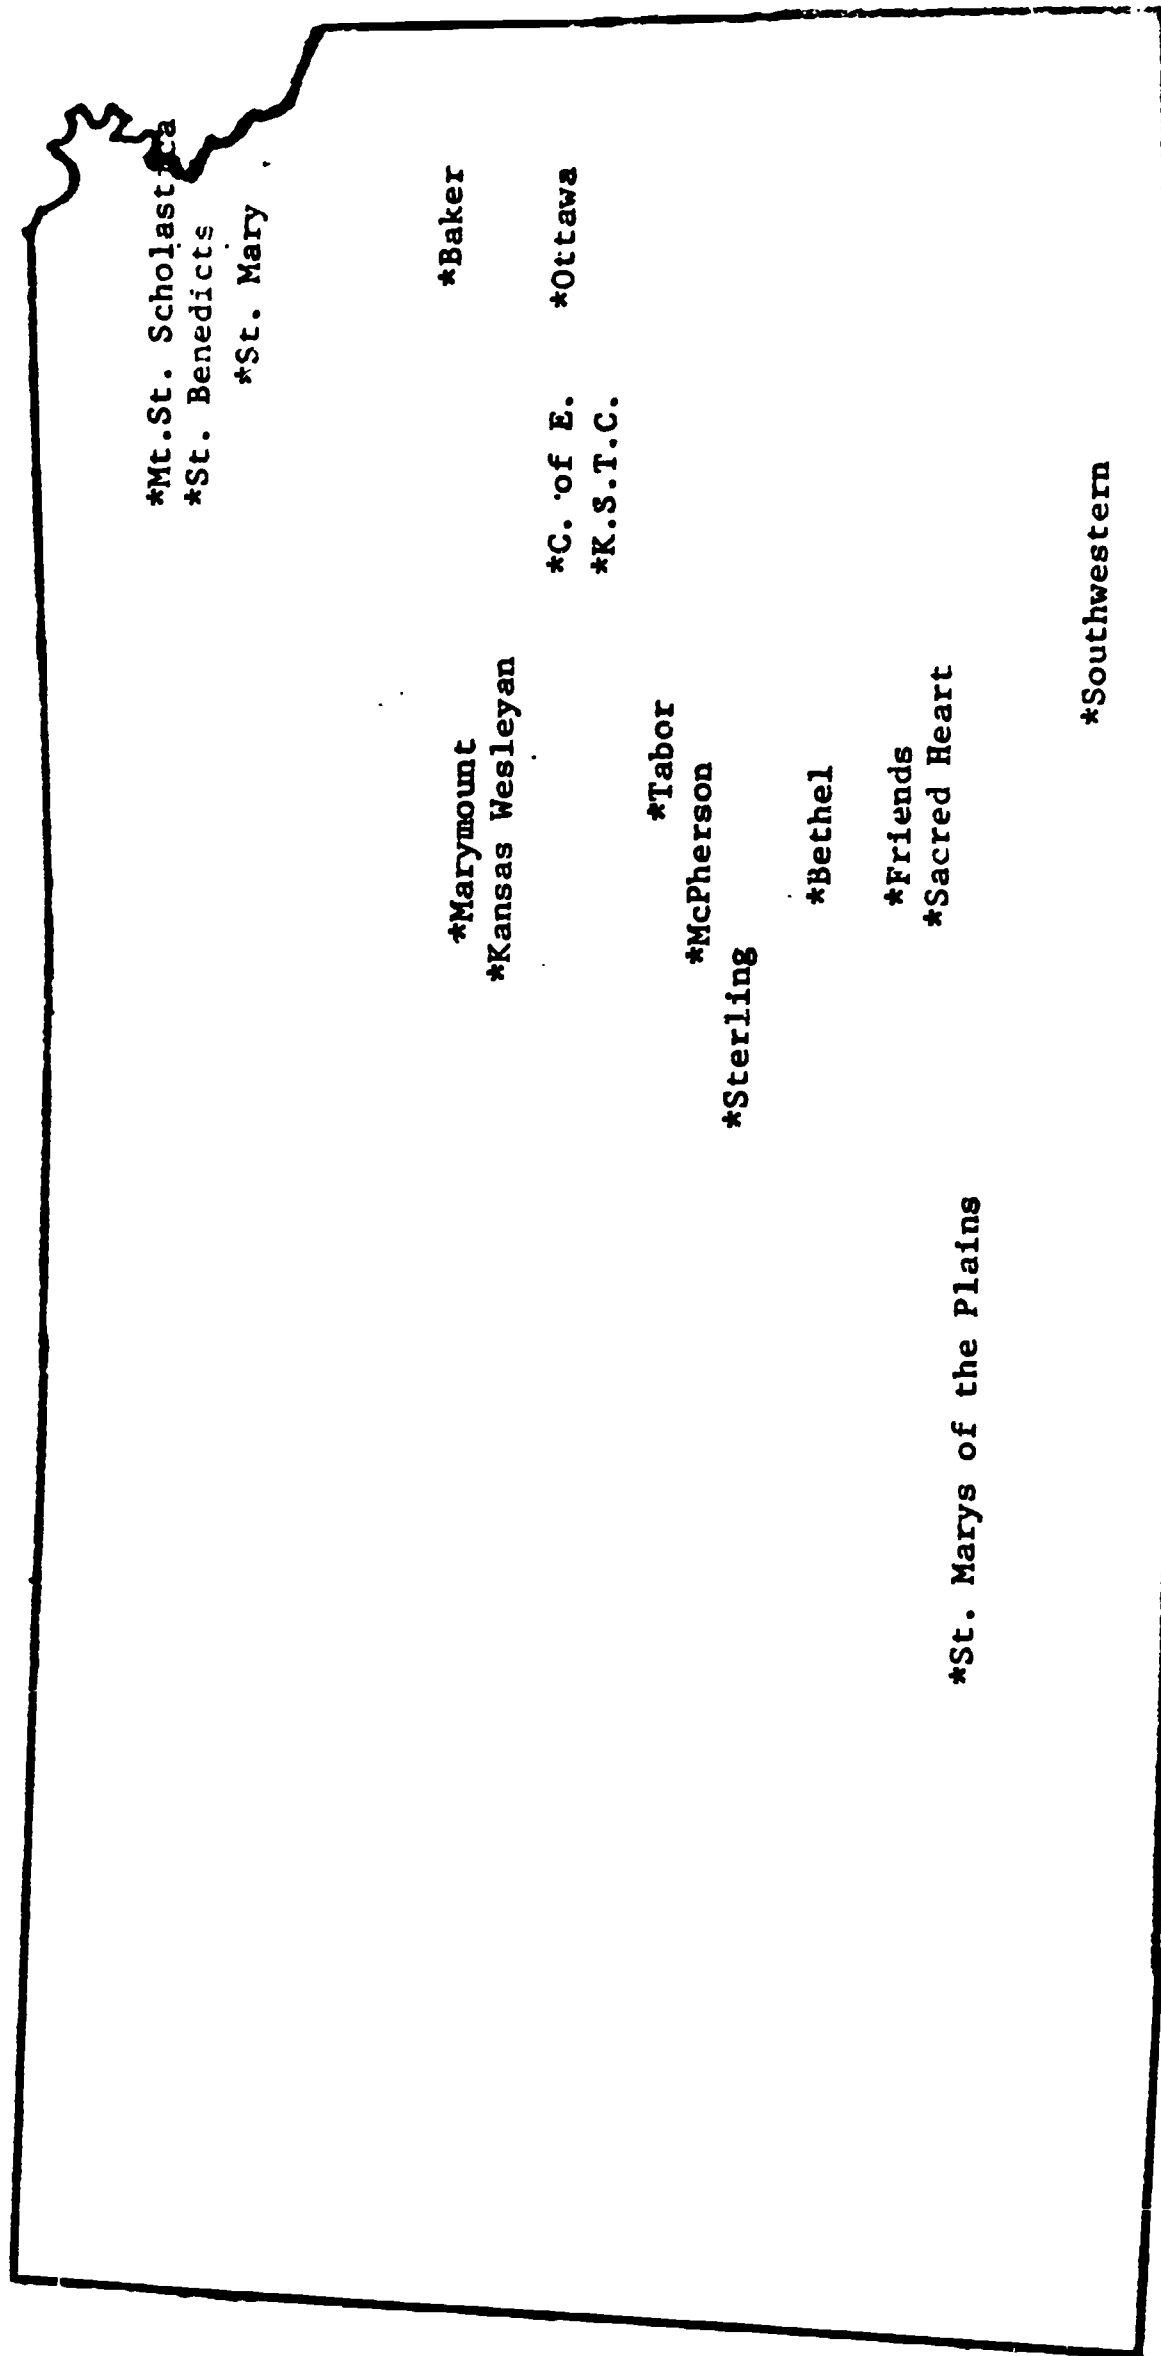 *Mt.St. Scholastica
*St. Benedicts
*St. Mary
*Baker
*Marymount
*Kansas Wesleyan
*C. of E.
*Ottawa
*K.S.T.C.
*Tabor
*McPherson
*Sterling
*Bethel
*Friends
*Sacred Heart
*St. Marys of the Plains
*Southwestern